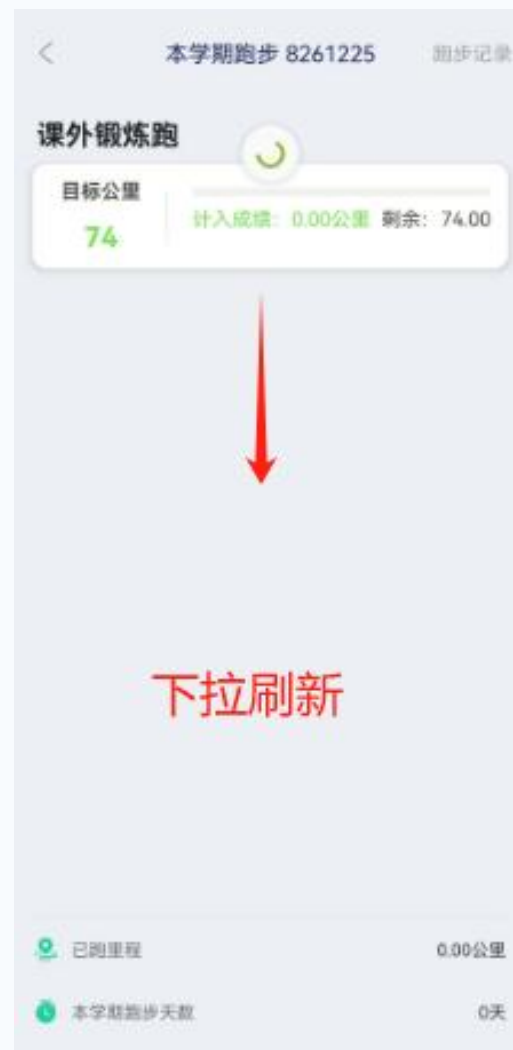 本学期跑步 8261225 跑步记录
课外锻炼跑
目标公里
74
计入成绩：0.00公里 剩余：74.00
下拉刷新
已跑里程 0.00公里
本学期跑步天数 0天